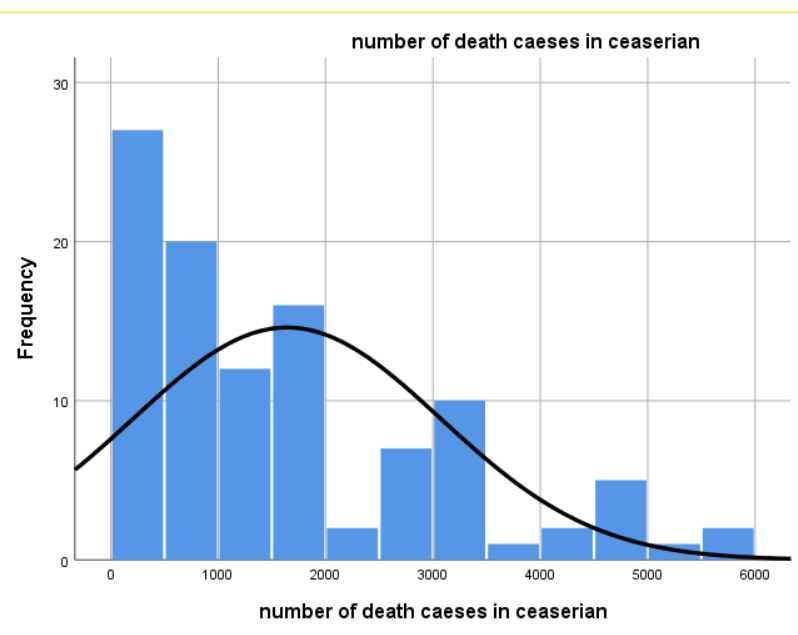 number of death caeses in ceaserian
30
20
10
0
Frequency
0 1000 2000 3000 4000 5000 6000
number of death caeses in ceaserian